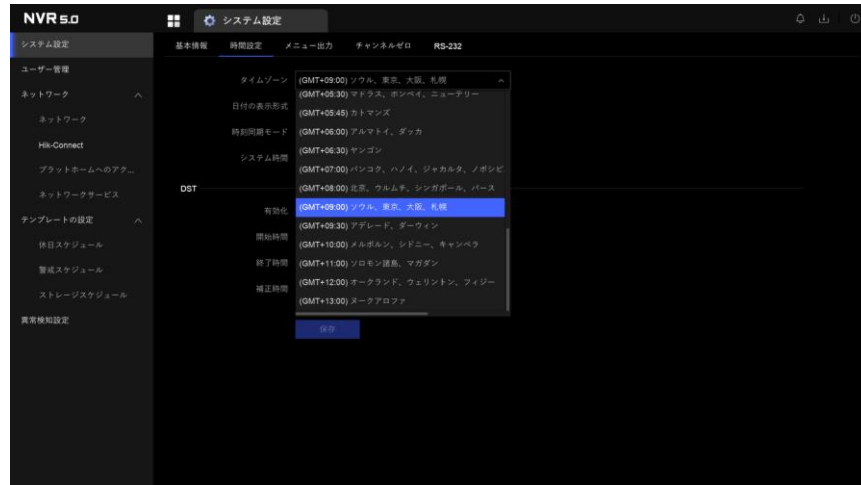 NVR 5.0
システム設定
システム設定
ユーザー管理
ネットワーク
ネットワーク
Hik-Connect
プラットホームへのアク...
ネットワークサービス
テンプレートの設定
休日スケジュール
警戒スケジュール
ストレージスケジュール
異常検知設定
基本情報 時間設定 メニュー出力 チャンネルゼロ RS-232
タイムゾーン (GMT+09:00) ソウル、東京、大阪、札幌
日付の表示形式
時刻同期モード
システム時間
DST
有効化
開始時間
終了時間
補正時間
(GMT+05:30) マドラス、ボンベイ、ニューデリー
(GMT+05:45) カトマンズ
(GMT+06:00) アルマトイ、ダッカ
(GMT+06:30) ヤンゴン
(GMT+07:00) バンコク、ハノイ、ジャカルタ、ノボシビ
(GMT+08:00) 北京、ウルムチ、シンガポール、パース
(GMT+09:00) ソウル、東京、大阪、札幌
(GMT+09:30) アデレード、ダーウィン
(GMT+10:00) メルボルン、シドニー、キャンベラ
(GMT+11:00) ソロモン諸島、マガダン
(GMT+12:00) オークランド、ウェリントン、フィジー
(GMT+13:00) ヌークアロファ
保存